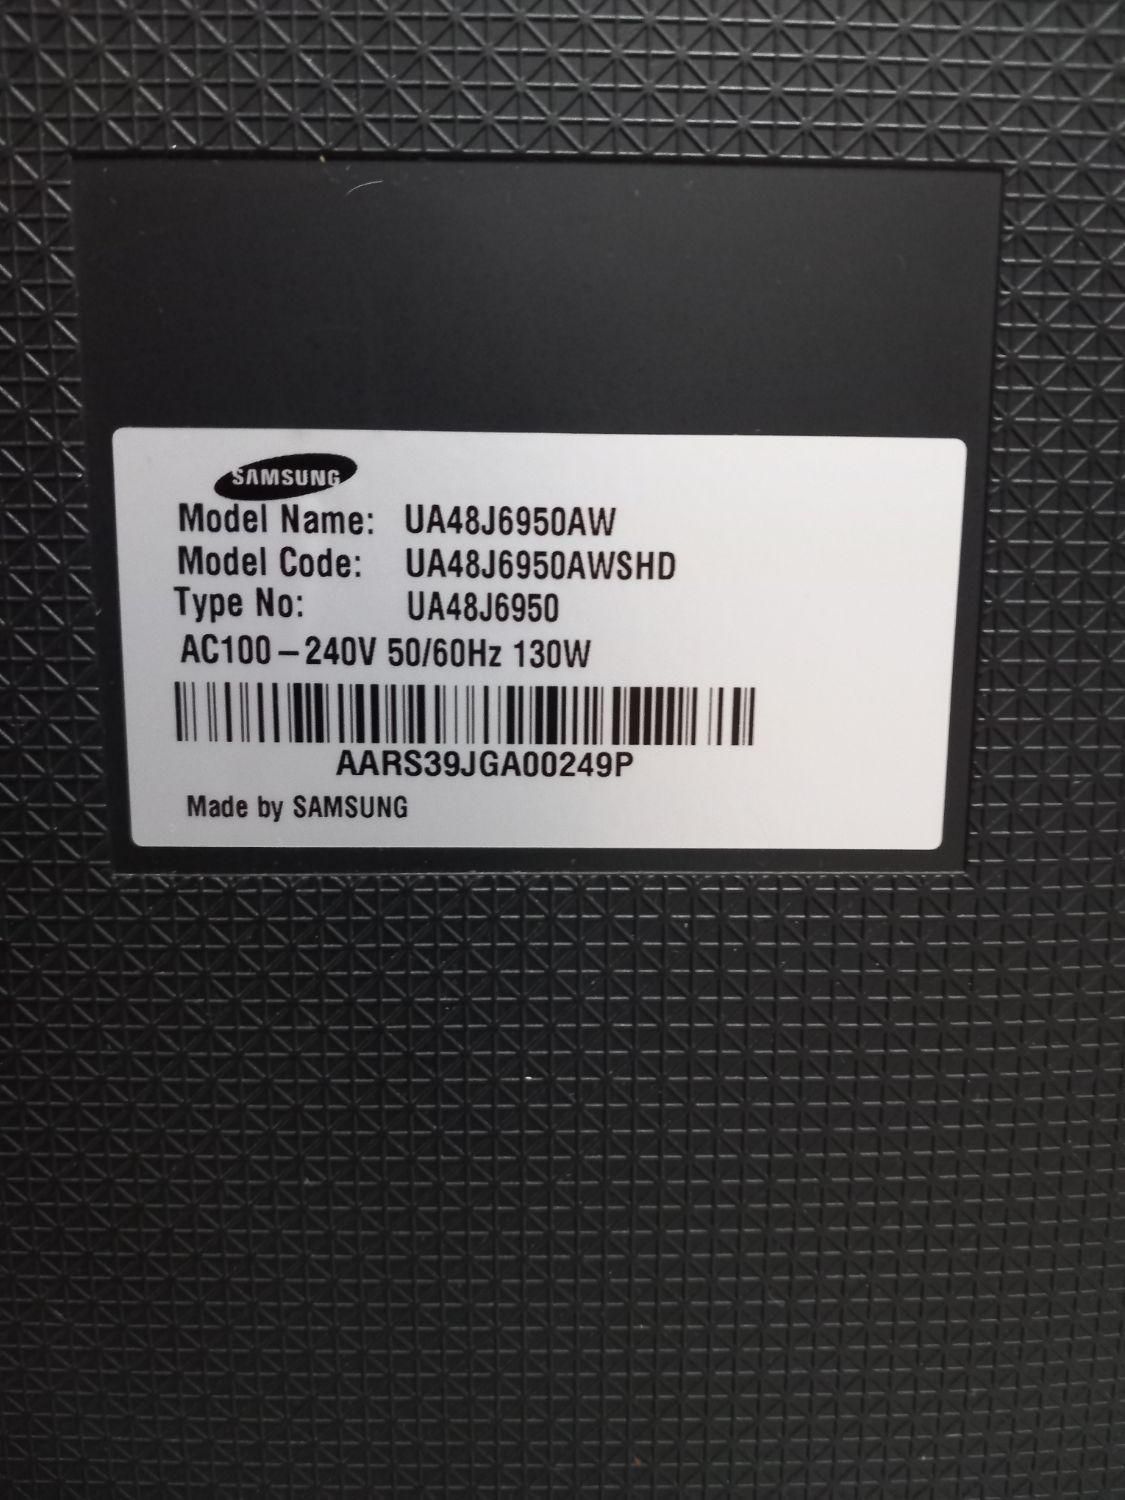 SAMSUNG
Model Name: UA48J6950AW
Model Code: UA48J6950AWSHD
Type No: UA48J6950
AC100–240V 50/60Hz 130W
AARS39JGA00249P
Made by SAMSUNG